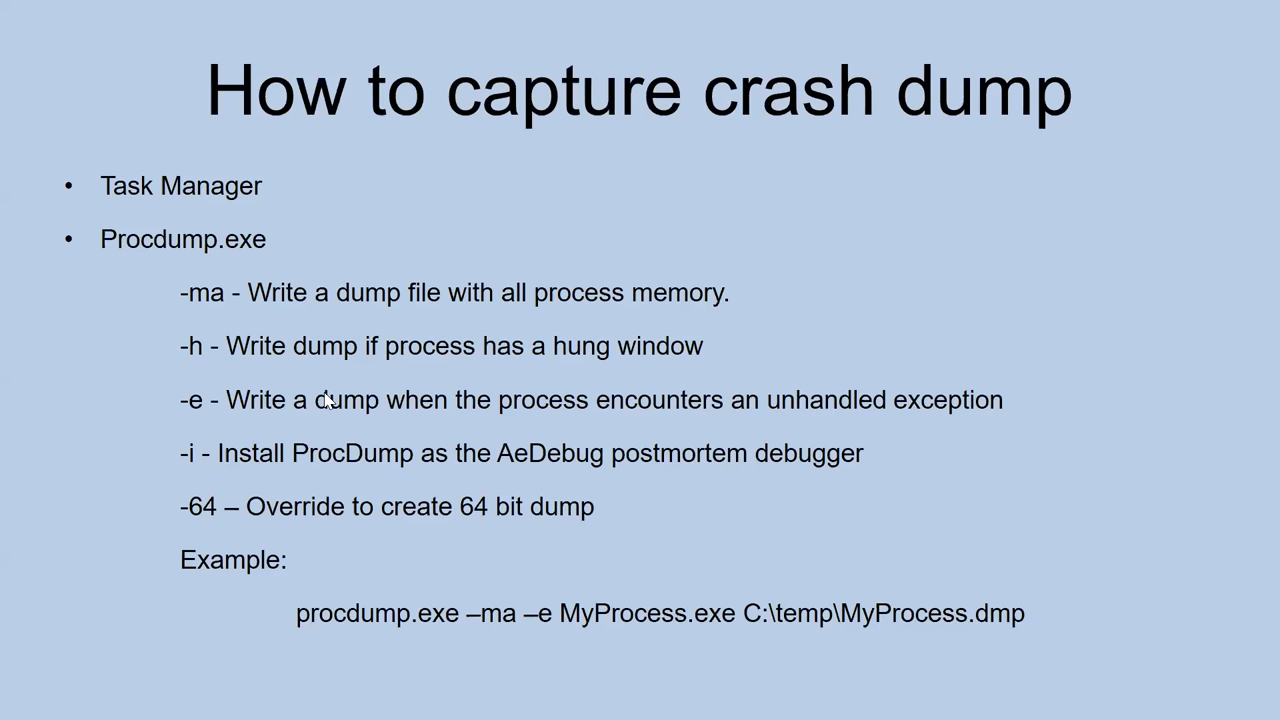 How to capture crash dump
• Task Manager
• Procdump.exe
-ma - Write a dump file with all process memory.
-h - Write dump if process has a hung window
-e - Write a dump when the process encounters an unhandled exception
-i - Install ProcDump as the AeDebug postmortem debugger
-64 – Override to create 64 bit dump
Example:
procdump.exe –ma –e MyProcess.exe C:\temp\MyProcess.dmp